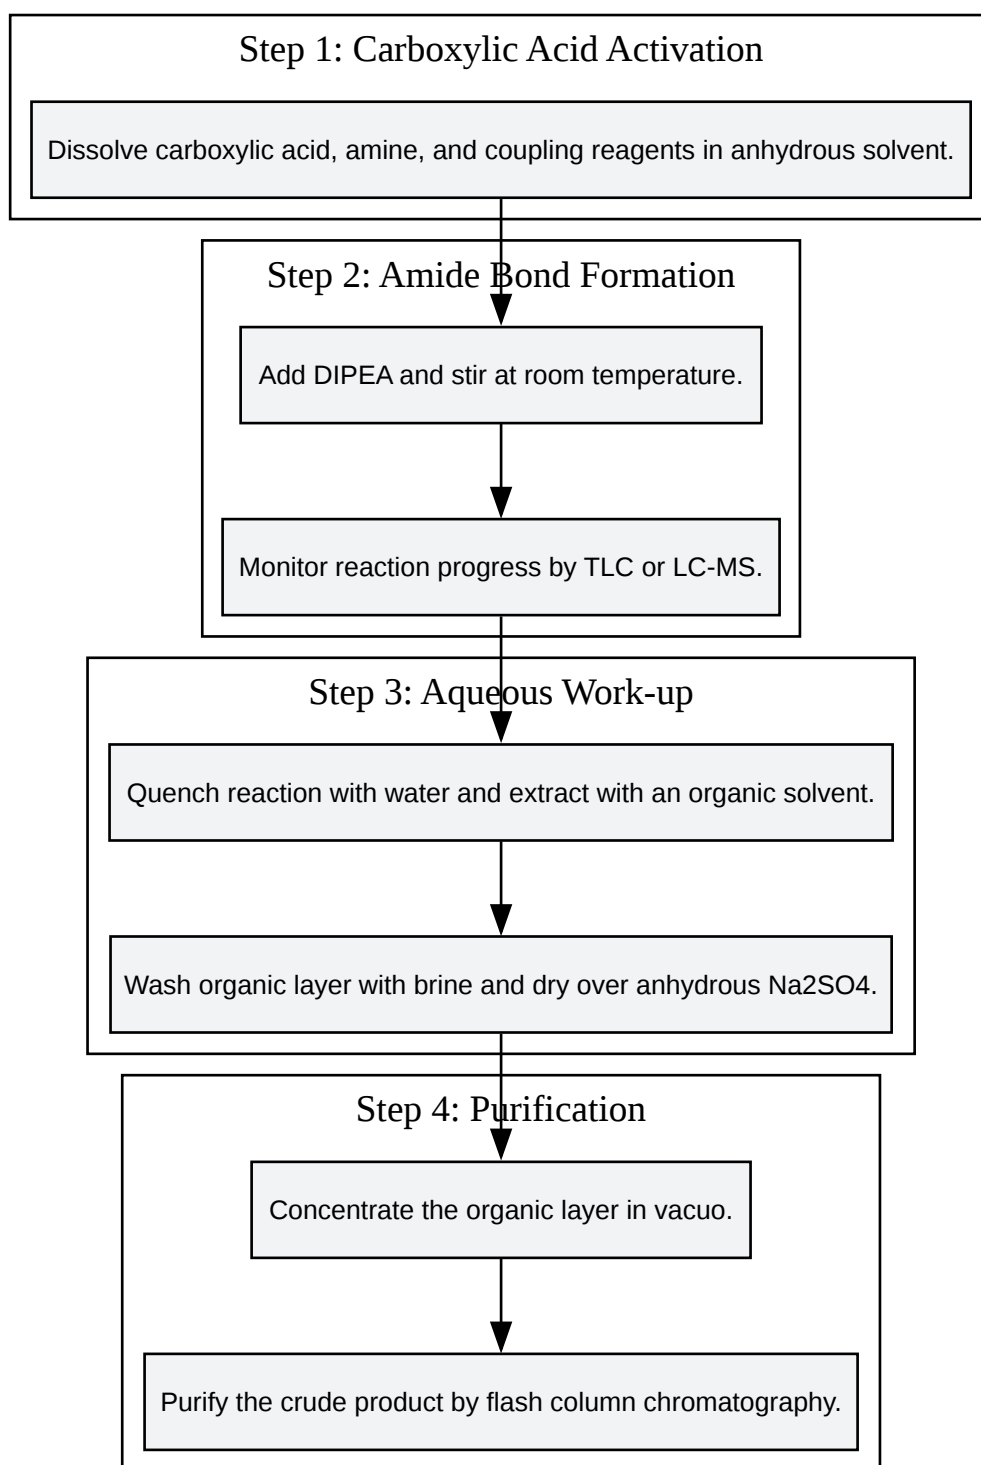 Step 1: Carboxylic Acid Activation
Dissolve carboxylic acid, amine, and coupling reagents in anhydrous solvent.
Step 2: Amide Bond Formation
Add DIPEA and stir at room temperature.
Monitor reaction progress by TLC or LC-MS.
Step 3: Aqueous Work-up
Quench reaction with water and extract with an organic solvent.
Wash organic layer with brine and dry over anhydrous Na2SO4.
Step 4: Purification
Concentrate the organic layer in vacuo.
Purify the crude product by flash column chromatography.